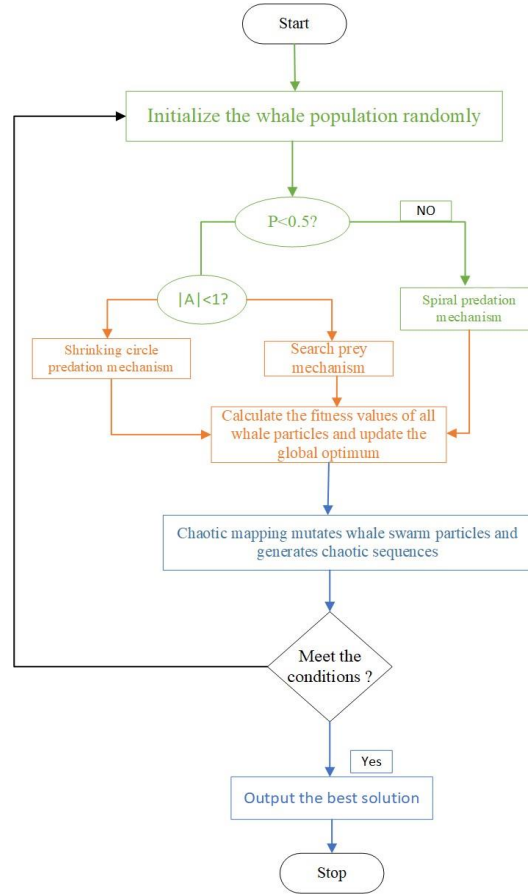 Start
Initialize the whale population randomly
P<0.5?
NO
|A|<1?
Spiral predation
mechanism
Shrinking circle
predation mechanism
Search prey
mechanism
Calculate the fitness values of all
whale particles and update the
global optimum
Chaotic mapping mutates whale swarm particles and
generates chaotic sequences
Meet the
conditions ?
Yes
Output the best solution
Stop